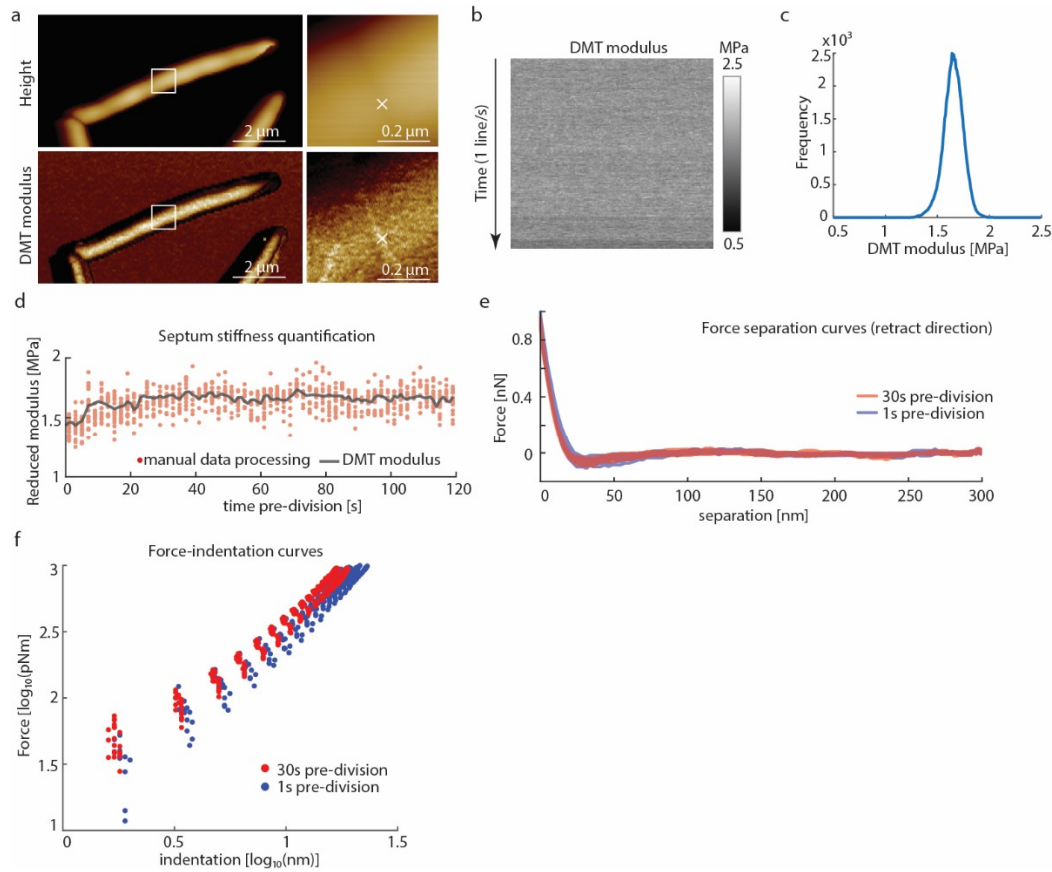 a
Height
2 μm
0.2 μm
DMT modulus
2 μm
0.2 μm
b
DMT modulus
Time (1 line/s)
MPa
2.5
0.5
c
x10³
2.5
2
1.5
1
0.5
0
Frequency
0.5
1
1.5
2
2.5
DMT modulus [MPa]
d
Septum stiffness quantification
Reduced modulus [MPa]
2
1.5
1
manual data processing
DMT modulus
0
20
40
60
80
100
120
time pre-division [s]
e
Force separation curves (retract direction)
Force [nN]
0.8
0
30s pre-division
1s pre-division
0
50
100
150
200
250
300
separation [nm]
f
Force-indentation curves
Force [log₁₀(pNm)]
3
2.5
2
1.5
1
30s pre-division
1s pre-division
0
0.5
1
1.5
indentation [log₁₀(nm)]